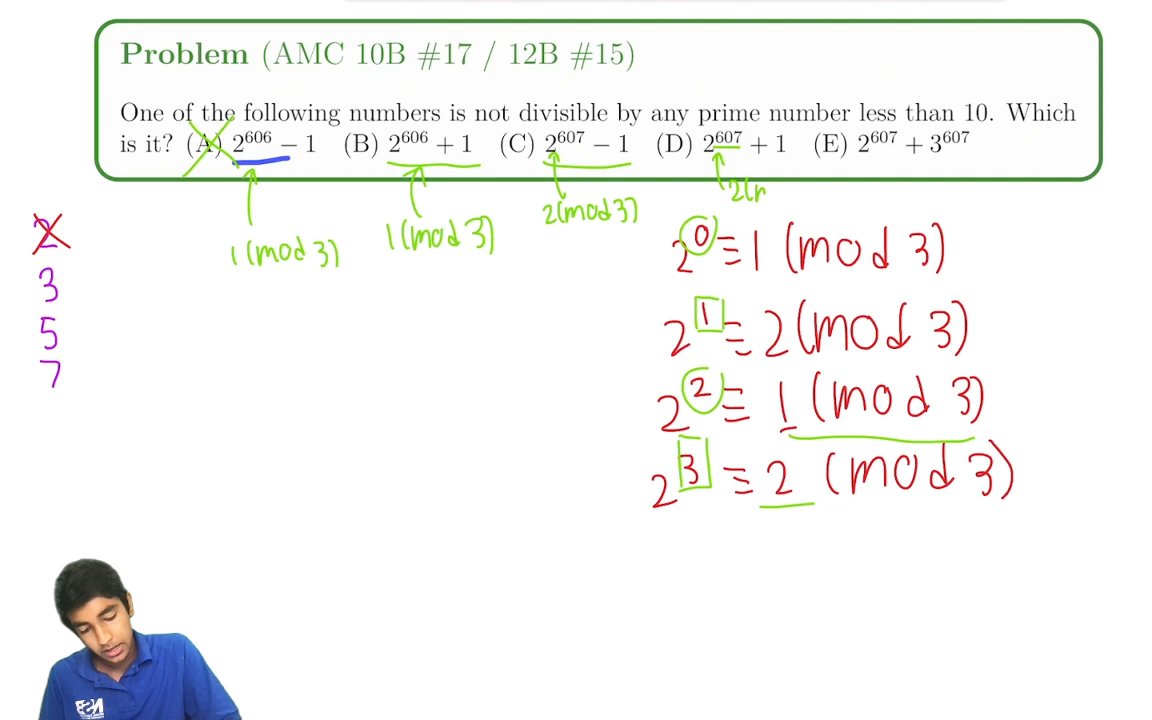 Problem (AMC 10B #17 / 12B #15)
One of the following numbers is not divisible by any prime number less than 10. Which
is it? (A) 2^606 − 1 (B) 2^606 + 1 (C) 2^607 − 1 (D) 2^607 + 1 (E) 2^607 + 3^607
1 (mod 3) 1 (mod 3) 2 (mod 3) 2(m
2
3
5
7
2^0 ≡ 1 (mod 3)
2^1 ≡ 2 (mod 3)
2^2 ≡ 1 (mod 3)
2^3 ≡ 2 (mod 3)